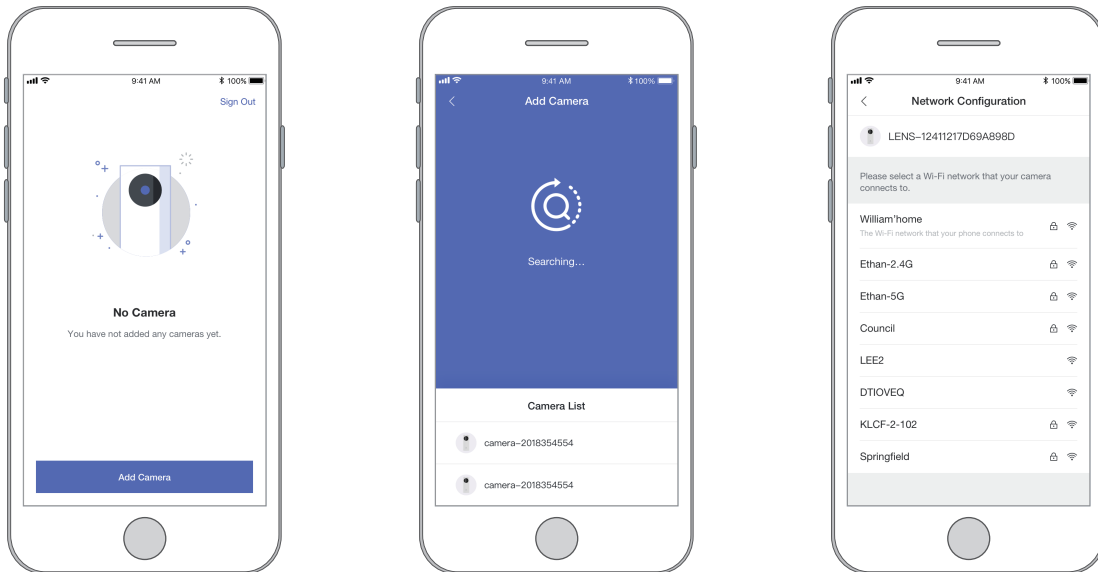 9:41 AM
100%
Sign Out
No Camera
You have not added any cameras yet.
Add Camera
9:41 AM
100%
Add Camera
Searching...
Camera List
camera–2018354554
camera–2018354554
9:41 AM
100%
Network Configuration
LENS–12411217D69A898D
Please select a Wi-Fi network that your camera
connects to.
William'home
The Wi-Fi network that your phone connects to
Ethan-2.4G
Ethan-5G
Council
LEE2
DTIOVEQ
KLCF-2-102
Springfield